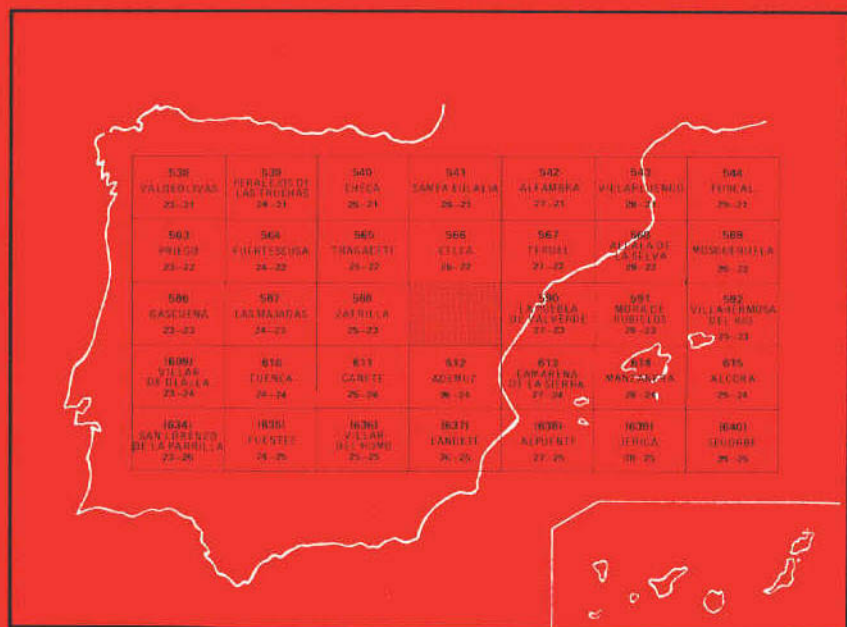 538 539 540 541 542 543 544
VALDEOLIVAS PERALEJOS DE LAS TRUCHAS CHECA SANTA EULALIA ALFAMBRA VILLARLUENGO FORCAL
23-21 24-21 25-21 26-21 27-21 28-21 29-21
563 564 565 566 567 568 569
PRIEGO FUERTESCUSA TRAGACETE CELLA TERUEL ALCALA DE LA SELVA MOSQUERUELA
23-22 24-22 25-22 26-22 27-22 28-22 29-22
586 587 588 590 591 592
GASCUEÑA LAS MAJADAS ZAFRILLA LA PUEBLA DE VALVERDE MORA DE RUBIELOS VILLAHERMOSA DEL RIO
23-23 24-23 25-23 27-23 28-23 29-23
(609) 610 611 612 613 614 615
VILLAR DE OLALLA CUENCA CAÑETE ADEMUZ CAMARENA DE LA SIERRA MANZANERA ALCORA
23-24 24-24 25-24 26-24 27-24 28-24 29-24
(634) (635) (636) (637) (638) (639) (640)
SAN LORENZO DE LA PARRILLA FUENTES VILLAR DEL HUMO LANDETE ALPUENTE JERICA SEGORBE
23-25 24-25 25-25 26-25 27-25 28-25 29-25